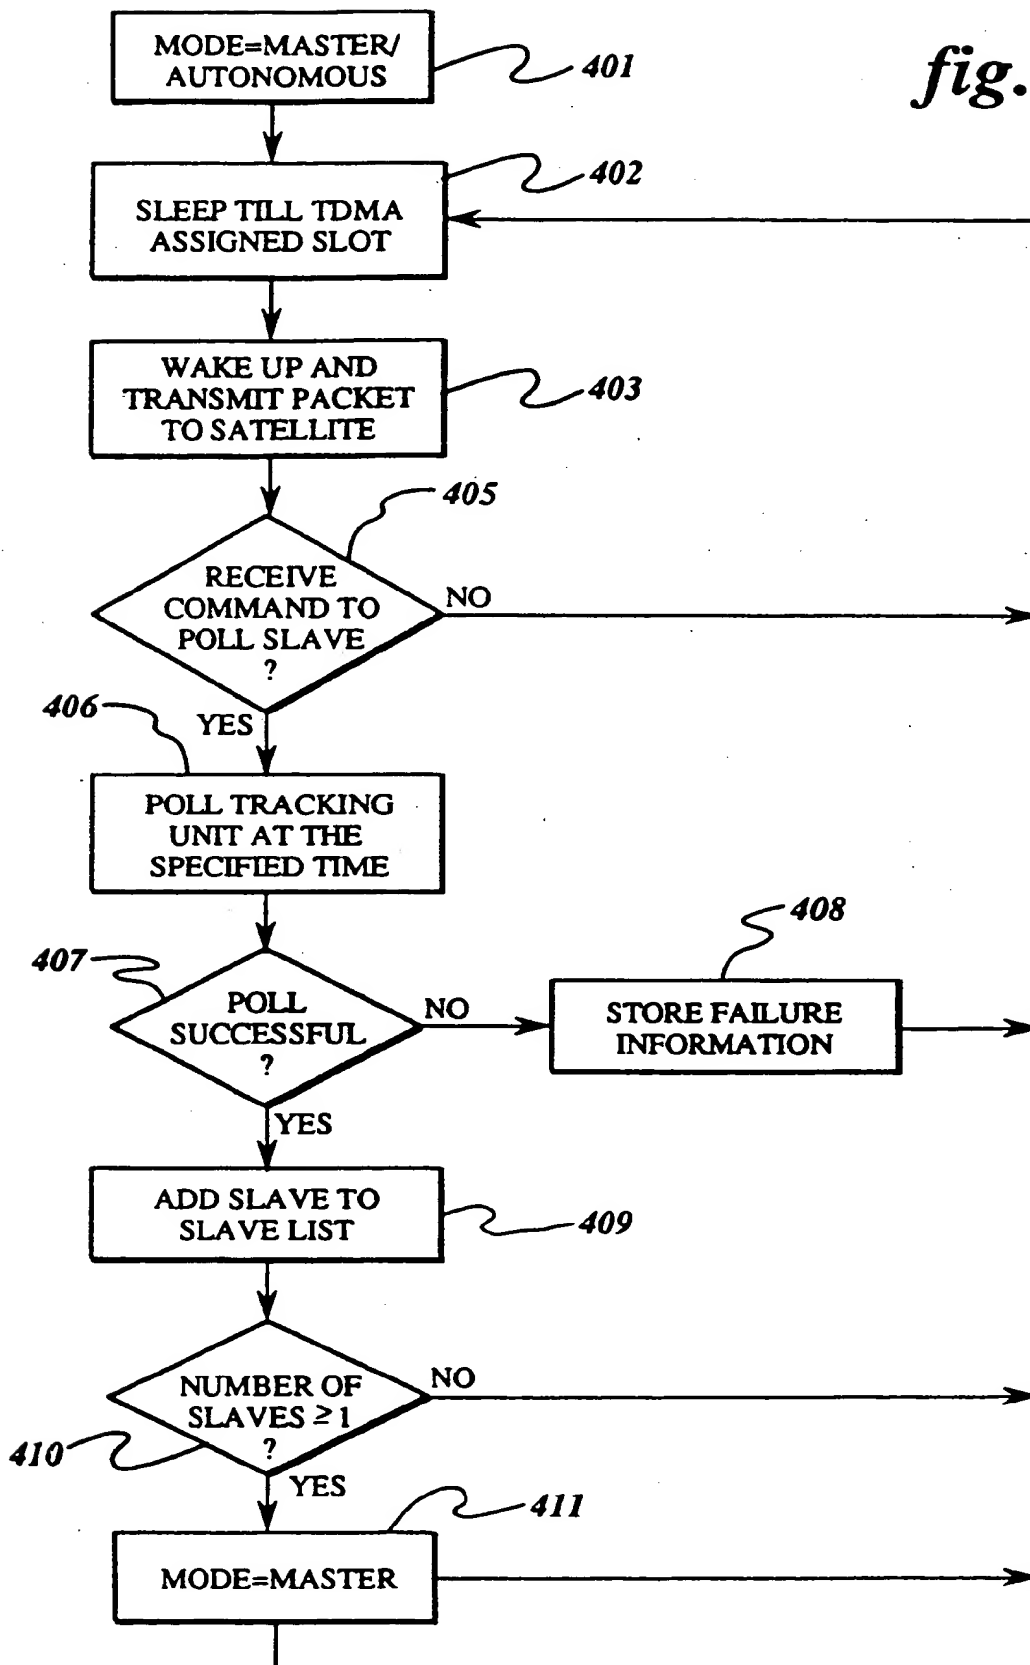 MODE=MASTER/
AUTONOMOUS
401
fig.
SLEEP TILL TDMA
ASSIGNED SLOT
402
WAKE UP AND
TRANSMIT PACKET
TO SATELLITE
403
405
RECEIVE
COMMAND TO
POLL SLAVE
?
NO
YES
406
POLL TRACKING
UNIT AT THE
SPECIFIED TIME
407
POLL
SUCCESSFUL
?
NO
408
STORE FAILURE
INFORMATION
YES
ADD SLAVE TO
SLAVE LIST
409
NUMBER OF
SLAVES ≥ 1
?
NO
410
YES
411
MODE=MASTER